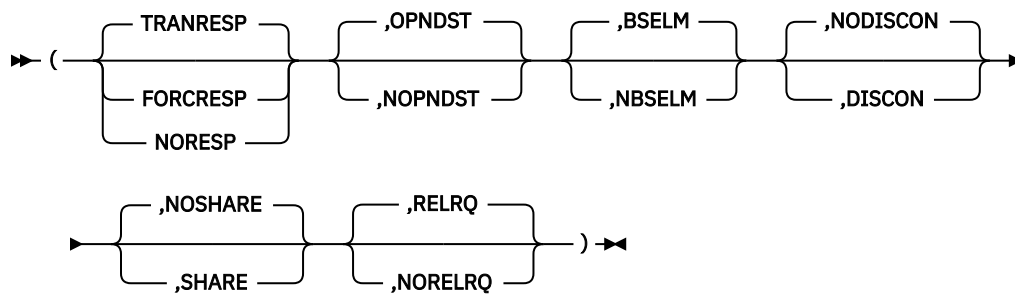 TRANRESP ,OPNDST ,BSELM ,NODISCON
(
FORCRESP ,NOPNDST ,NBSELM ,DISCON
NORESP
,NOSHARE ,RELRQ
)
,SHARE ,NORELRQ